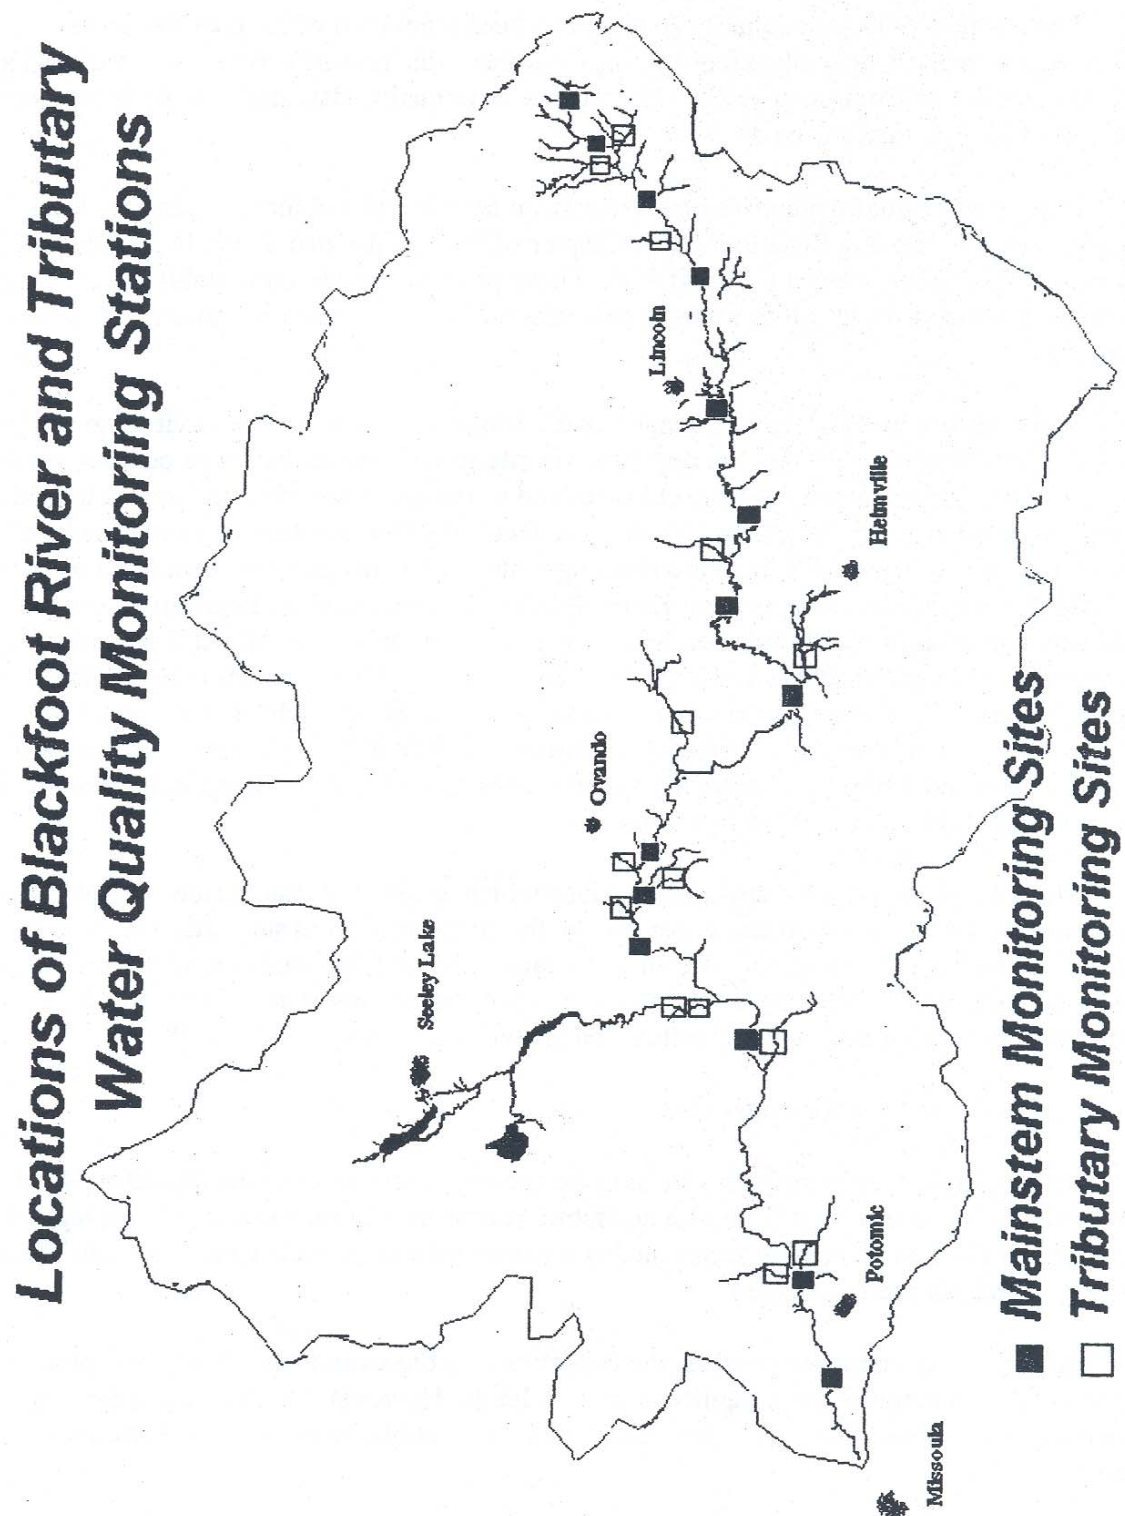 Locations of Blackfoot River and Tributary
Water Quality Monitoring Stations
Seeley Lake
Ovando
Lincoln
Helmville
Potomic
Missoula
Mainstem Monitoring Sites
Tributary Monitoring Sites